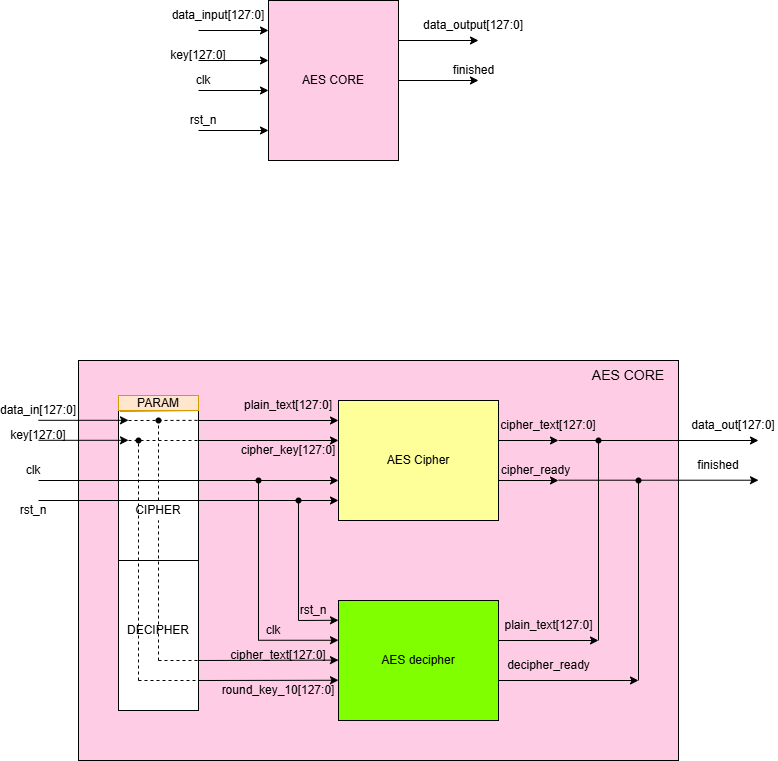 data_input[127:0]
data_output[127:0]
key[127:0]
finished
clk
AES CORE
rst_n
AES CORE
PARAM
plain_text[127:0]
data_in[127:0]
cipher_text[127:0]
data_out[127:0]
key[127:0]
cipher_key[127:0]
AES Cipher
clk
cipher_ready
finished
rst_n
CIPHER
rst_n
plain_text[127:0]
clk
DECIPHER
cipher_text[127:0]
AES decipher
decipher_ready
round_key_10[127:0]